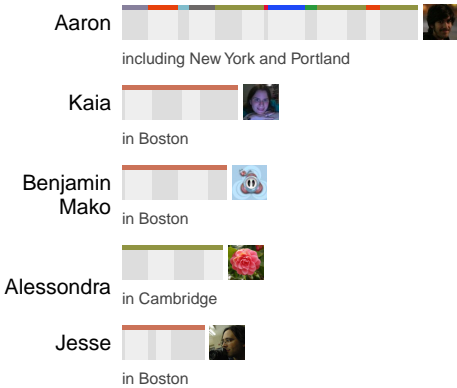 Aaron
including New York and Portland
Kaia
in Boston
Benjamin
Mako
in Boston
Alessondra
in Cambridge
Jesse
in Boston